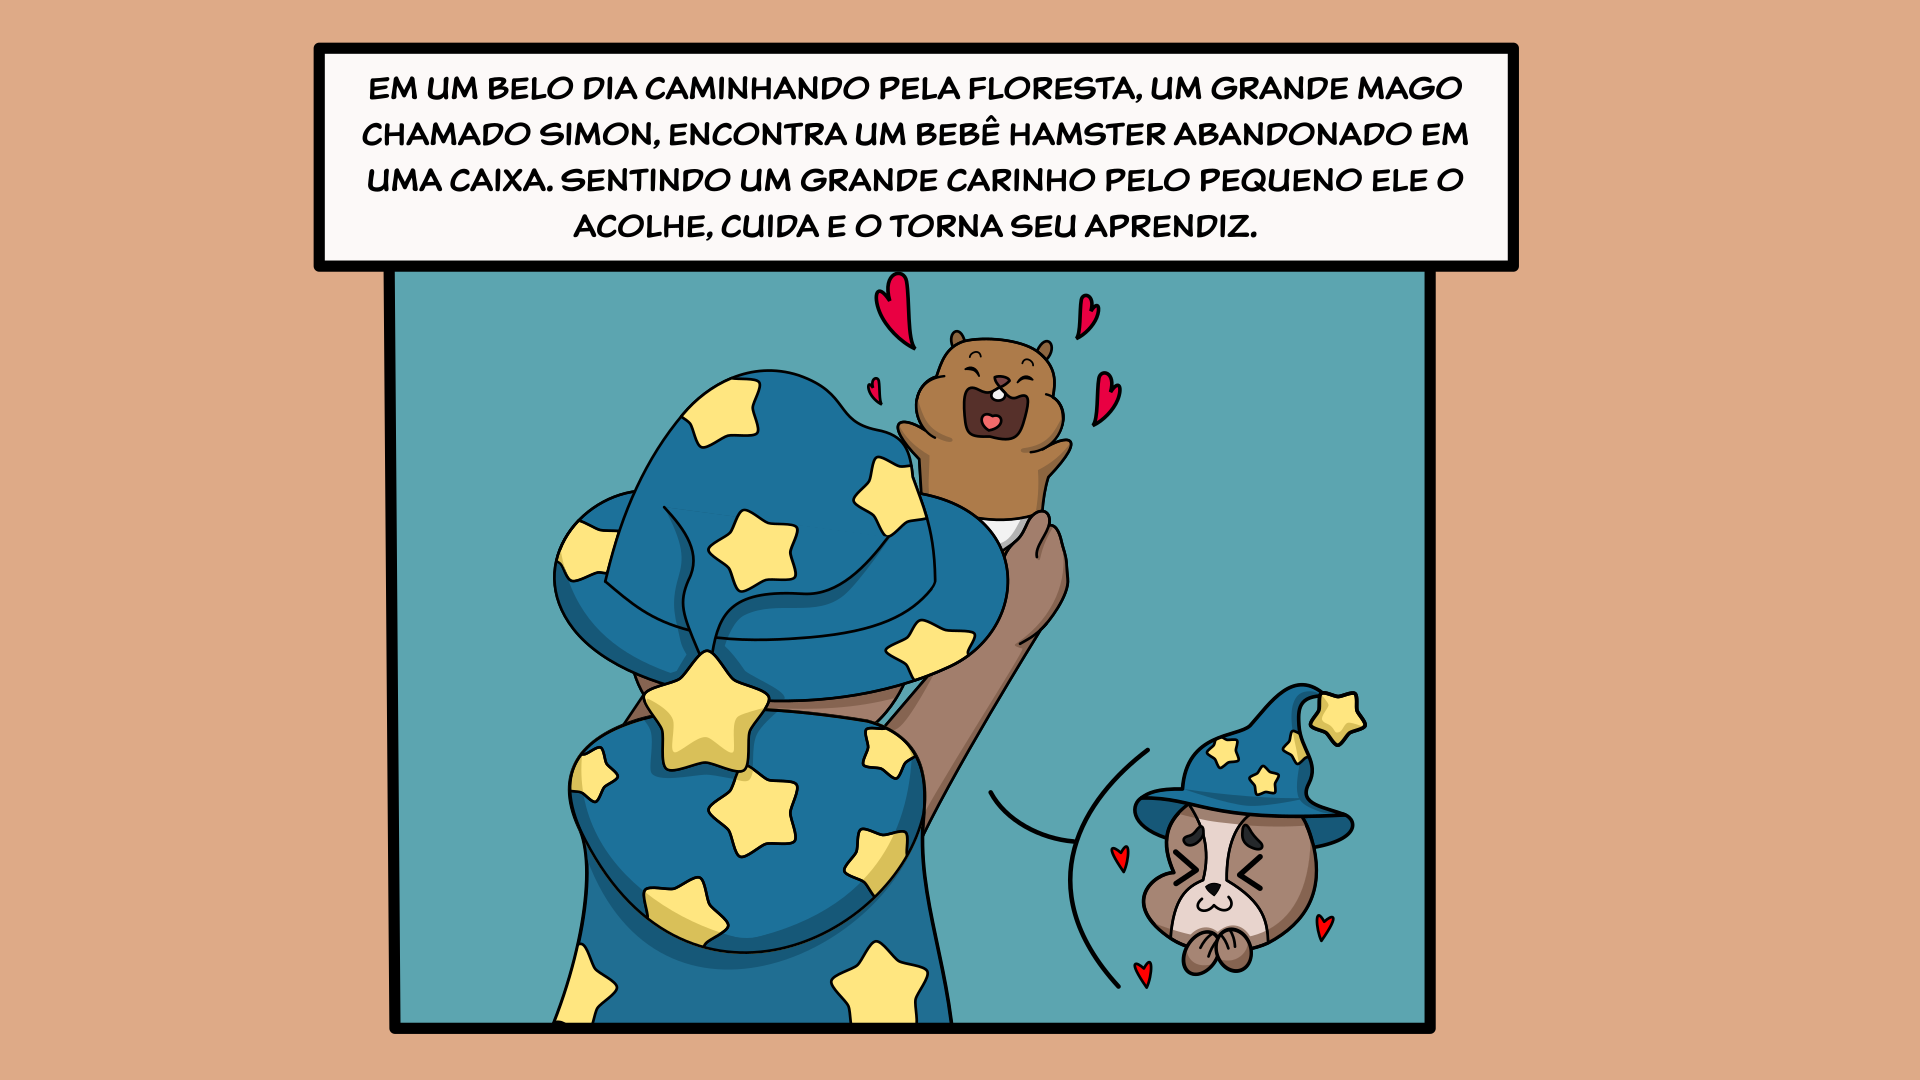 EM UM BELO DIA CAMINHANDO PELA FLORESTA, UM GRANDE MAGO
CHAMADO SIMON, ENCONTRA UM BEBÊ HAMSTER ABANDONADO EM
UMA CAIXA. SENTINDO UM GRANDE CARINHO PELO PEQUENO ELE O
ACOLHE, CUIDA E O TORNA SEU APRENDIZ.